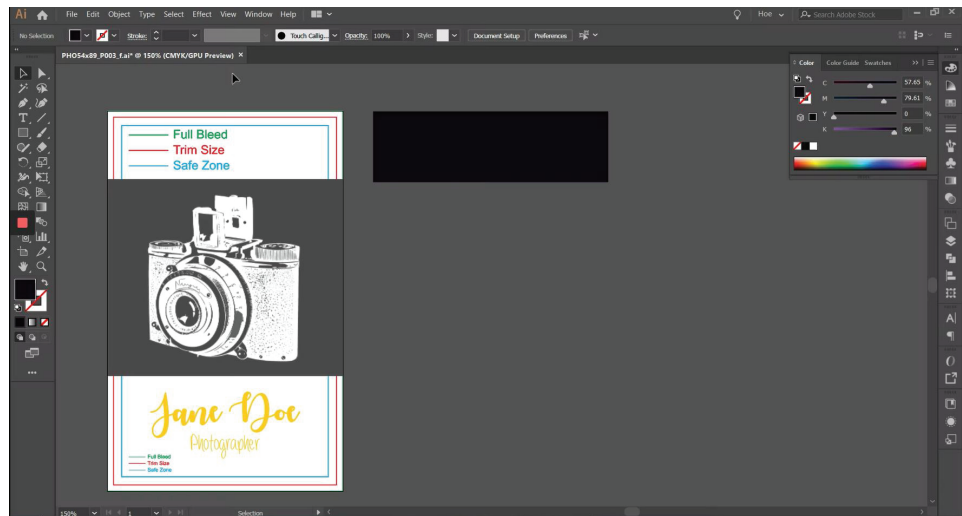 Ai File Edit Object Type Select Effect View Window Help Hoe Search Adobe Stock
No Selection Stroke: Touch Callig... Opacity: 100% Style: Document Setup Preferences
PHO54x89_P003_f.ai* @ 150% (CMYK/GPU Preview) ×
Color Color Guide Swatches
C 57.65 %
M 79.61 %
Y 0 %
K 96 %
Full Bleed
Trim Size
Safe Zone
Jane Doe
Photographer
Full Bleed
Trim Size
Safe Zone
150% 1 Selection